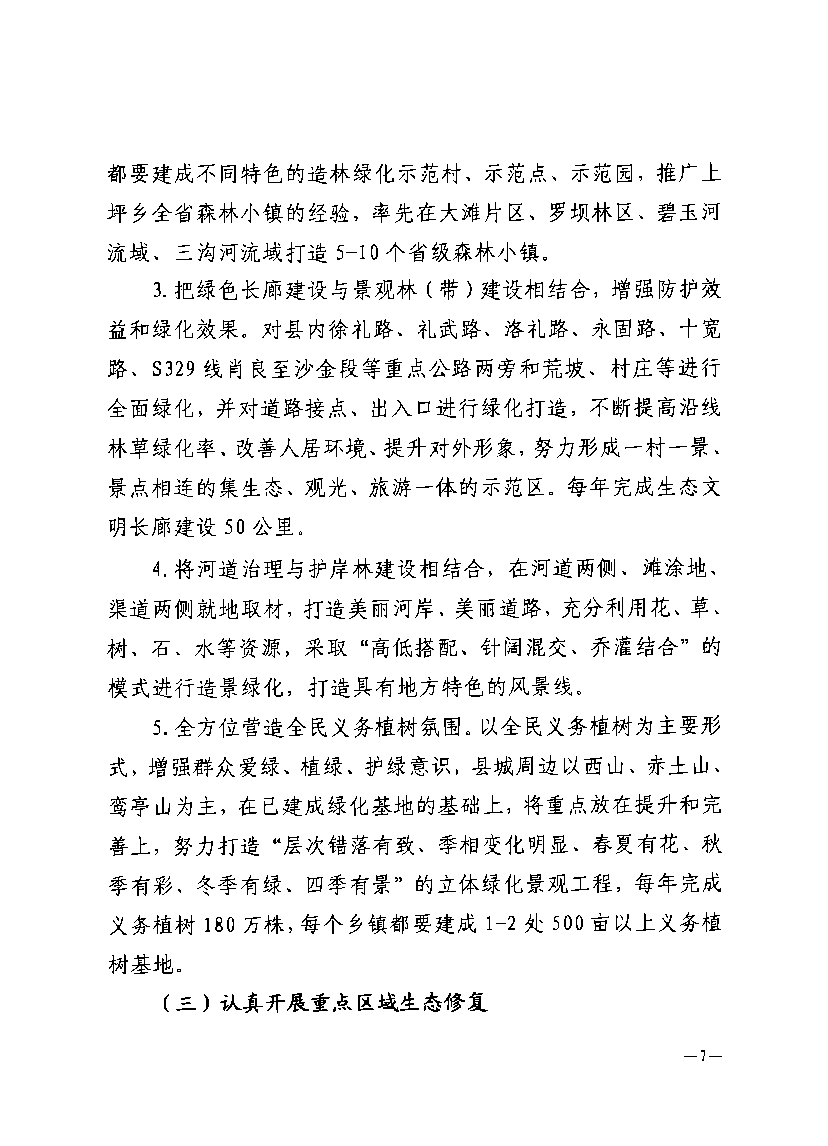 都要建成不同特色的造林绿化示范村、示范点、示范园，推广上
坪乡全省森林小镇的经验，率先在大滩片区、罗坝林区、碧玉河
流域、三沟河流域打造5-10个省级森林小镇。
3.把绿色长廊建设与景观林（带）建设相结合，增强防护效
益和绿化效果。对县内徐礼路、礼武路、洛礼路、永固路、十宽
路、S329线肖良至沙金段等重点公路两旁和荒坡、村庄等进行
全面绿化，并对道路接点、出入口进行绿化打造，不断提高沿线
林草绿化率、改善人居环境、提升对外形象，努力形成一村一景、
景点相连的集生态、观光、旅游一体的示范区。每年完成生态文
明长廊建设50公里。
4.将河道治理与护岸林建设相结合，在河道两侧、滩涂地、
渠道两侧就地取材，打造美丽河岸、美丽道路，充分利用花、草、
树、石、水等资源，采取“高低搭配、针阔混交、乔灌结合”的
模式进行造景绿化，打造具有地方特色的风景线。
5.全方位营造全民义务植树氛围。以全民义务植树为主要形
式，增强群众爱绿、植绿、护绿意识，县城周边以西山、赤土山、
鸾亭山为主，在已建成绿化基地的基础上，将重点放在提升和完
善上，努力打造“层次错落有致、季相变化明显、春夏有花、秋
季有彩、冬季有绿、四季有景”的立体绿化景观工程，每年完成
义务植树180万株，每个乡镇都要建成1-2处500亩以上义务植
树基地。
（三）认真开展重点区域生态修复
—7—